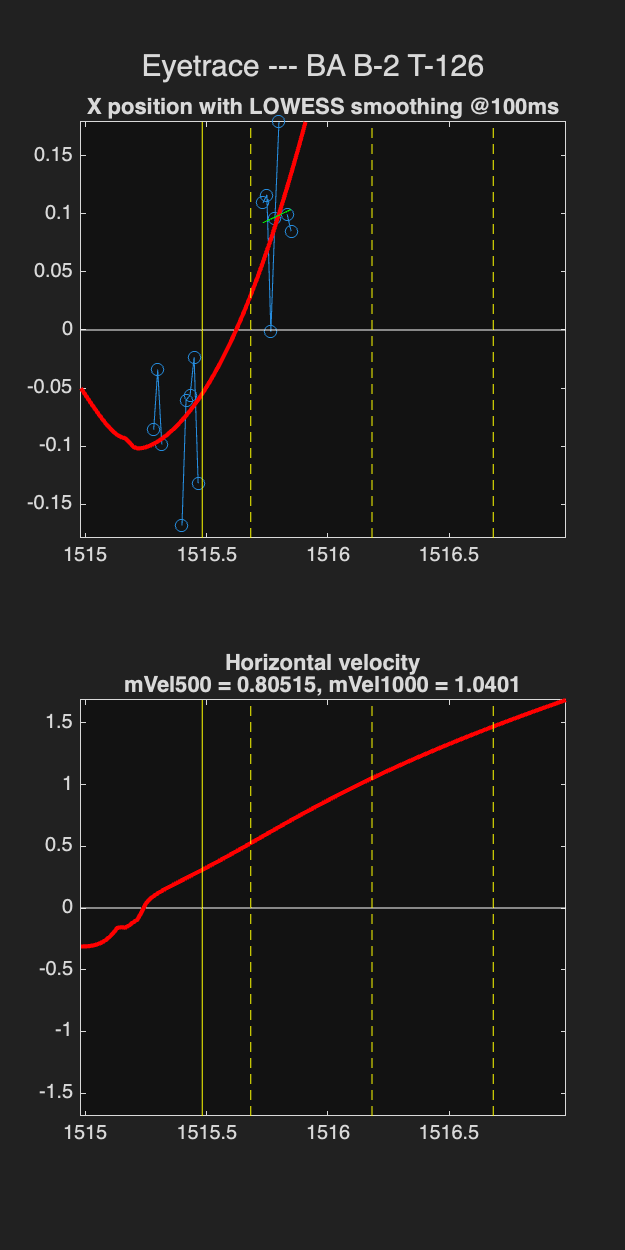 Eyetrace --- BA B-2 T-126
X position with LOWESS smoothing @100ms
0.15
0.1
0.05
0
-0.05
-0.1
-0.15
1515 1515.5 1516 1516.5
Horizontal velocity
mVel500 = 0.80515, mVel1000 = 1.0401
1.5
1
0.5
0
-0.5
-1
-1.5
1515 1515.5 1516 1516.5